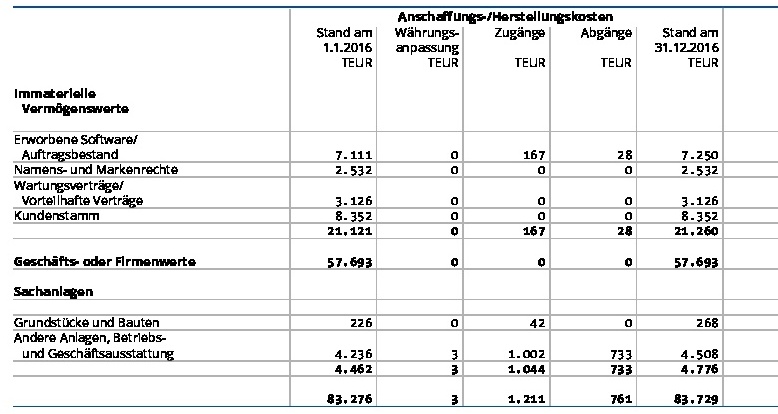 Anschaffungs-/Herstellungskosten
Stand am Währungs- Zugänge Abgänge Stand am
1.1.2016 anpassung 31.12.2016
TEUR TEUR TEUR TEUR TEUR
Immaterielle
Vermögenswerte
Erworbene Software/
Auftragsbestand 7.111 0 167 28 7.250
Namens- und Markenrechte 2.532 0 0 0 2.532
Wartungsverträge/
Vorteilhafte Verträge 3.126 0 0 0 3.126
Kundenstamm 8.352 0 0 0 8.352
21.121 0 167 28 21.260
Geschäfts- oder Firmenwerte 57.693 0 0 0 57.693
Sachanlagen
Grundstücke und Bauten 226 0 42 0 268
Andere Anlagen, Betriebs-
und Geschäftsausstattung 4.236 3 1.002 733 4.508
4.462 3 1.044 733 4.776
83.276 3 1.211 761 83.729